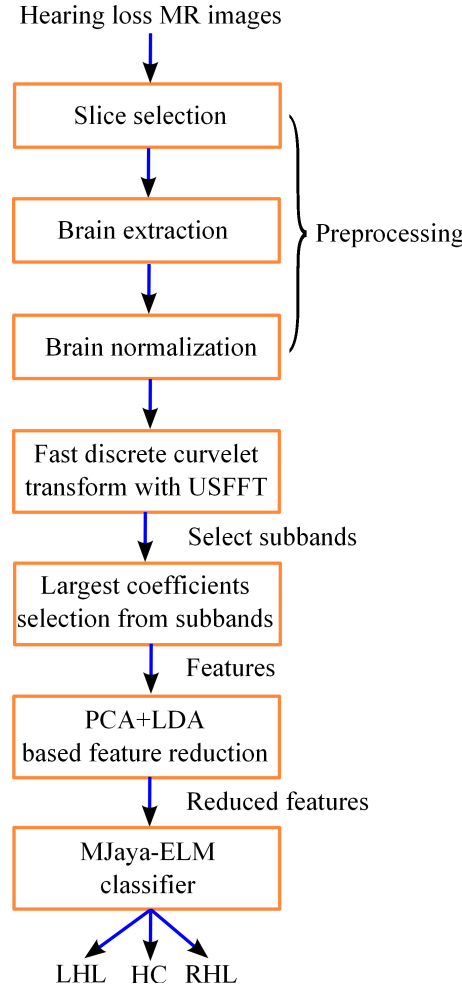 Hearing loss MR images
Slice selection
Brain extraction
Preprocessing
Brain normalization
Fast discrete curvelet
transform with USFFT
Select subbands
Largest coefficients
selection from subbands
Features
PCA+LDA
based feature reduction
Reduced features
MJaya-ELM
classifier
LHL HC RHL